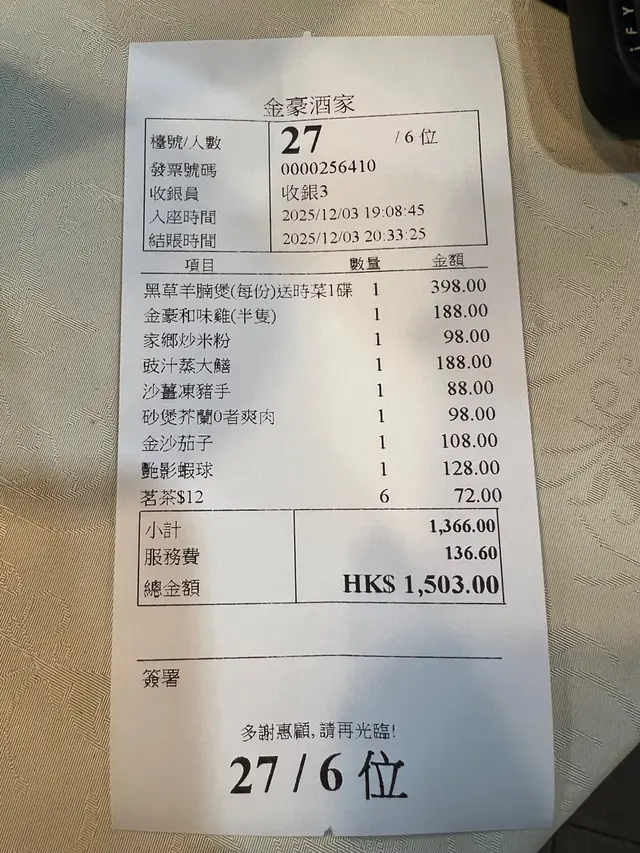 金豪酒家
檯號/人數 27 /6 位
發票號碼 0000256410
收銀員 收銀3
入座時間 2025/12/03 19:08:45
結賬時間 2025/12/03 20:33:25
項目 數量 金額
黑草羊腩煲(每份)送時菜1碟 1 398.00
金豪和味雞(半隻) 1 188.00
家鄉炒米粉 1 98.00
豉汁蒸大鱔 1 188.00
沙薑凍豬手 1 88.00
砂煲芥蘭0者爽肉 1 98.00
金沙茄子 1 108.00
艷影蝦球 1 128.00
茗茶$12 6 72.00
小計 1,366.00
服務費 136.60
總金額 HK$ 1,503.00
簽署
多謝惠顧,請再光臨!
27 / 6 位